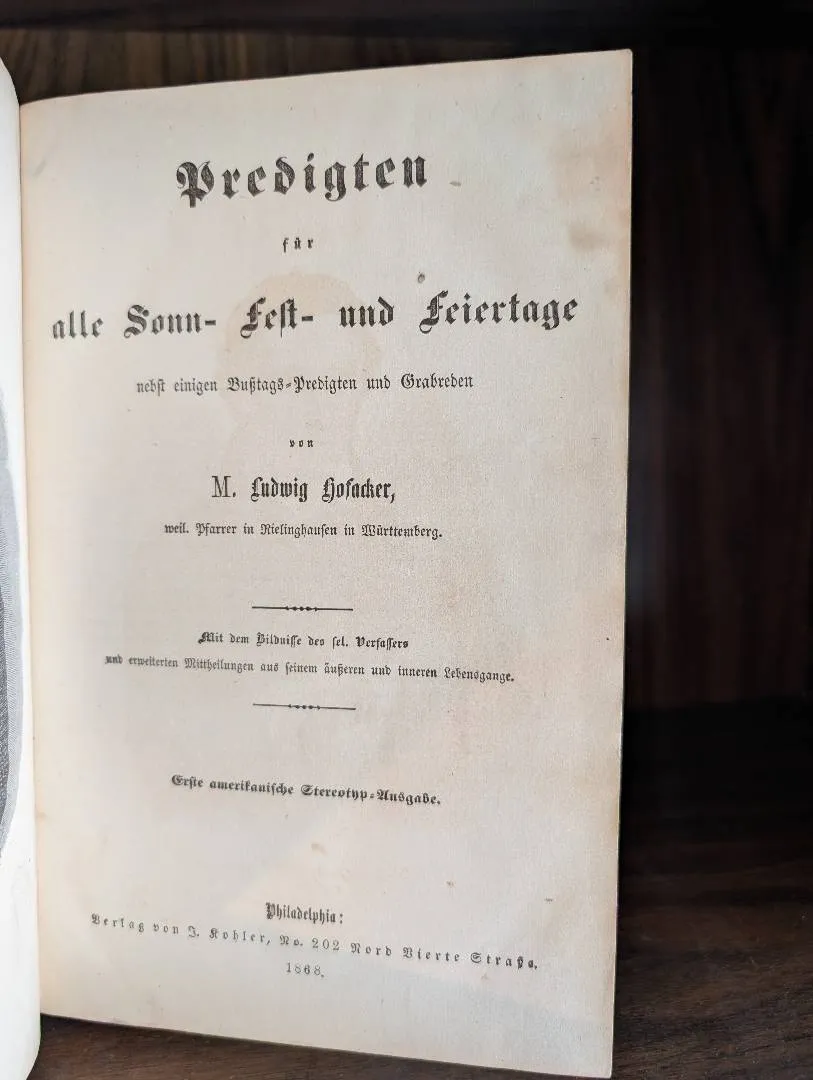 Predigten
für
alle Sonn- Fest- und Feiertage
nebst einigen Bußtags-Predigten und Grabreden
von
M. Ludwig Hofacker,
weil. Pfarrer in Rielinghausen in Württemberg.
Mit dem Bildnisse des sel. Verfassers
und erweiterten Mittheilungen aus seinem äußeren und inneren Lebensgange.
Erste amerikanische Stereotyp-Ausgabe.
Philadelphia:
Verlag von J. Kohler, No. 202 Nord Vierte Straße.
1868.